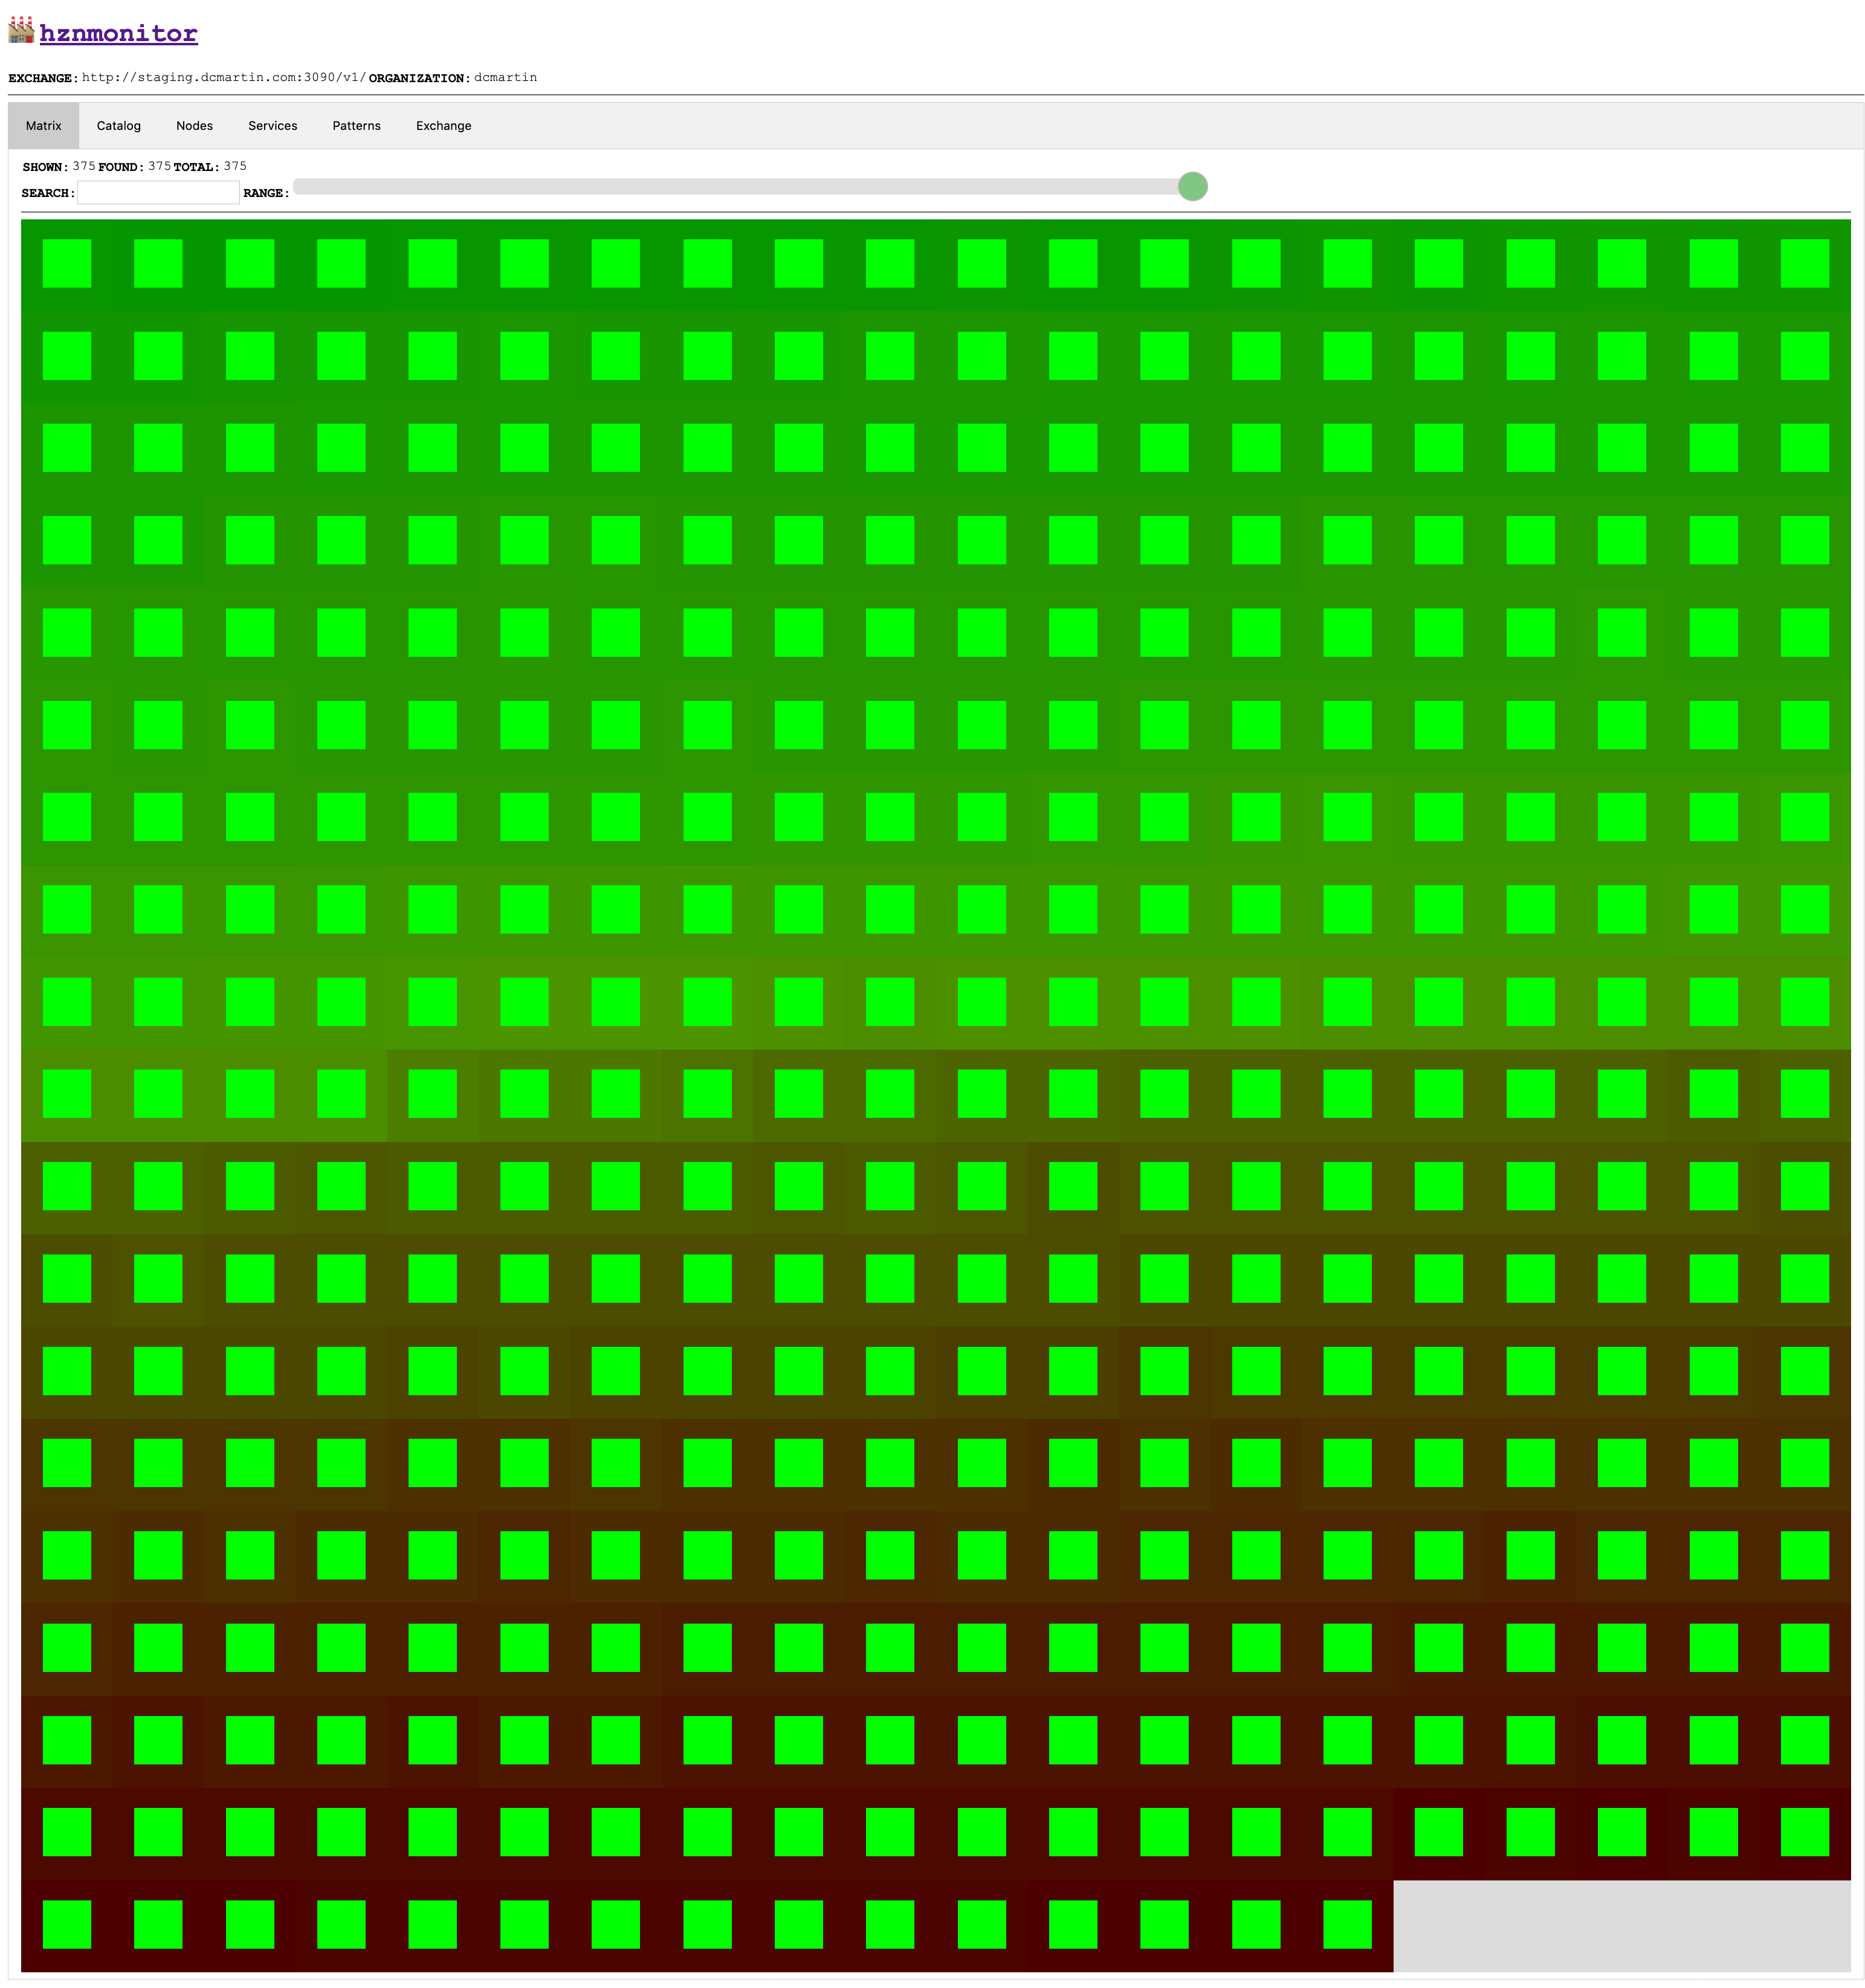 hznmonitor
EXCHANGE: http://staging.dcmartin.com:3090/v1/ ORGANIZATION: dcmartin
Matrix Catalog Nodes Services Patterns Exchange
SHOWN: 375 FOUND: 375 TOTAL: 375
SEARCH: RANGE: